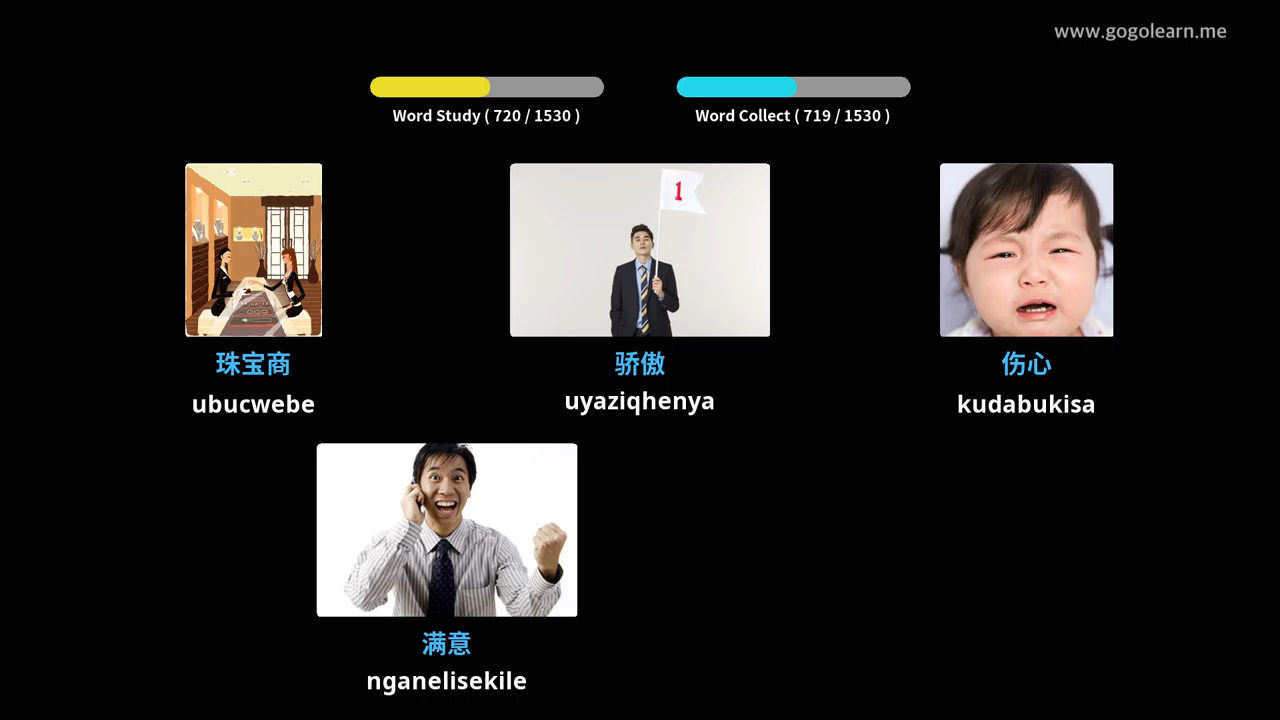 www.gogolearn.me
Word Study ( 720 / 1530 )
Word Collect ( 719 / 1530 )
1
珠宝商
ubucwebe
骄傲
uyaziqhenya
伤心
kudabukisa
满意
nganelisekile